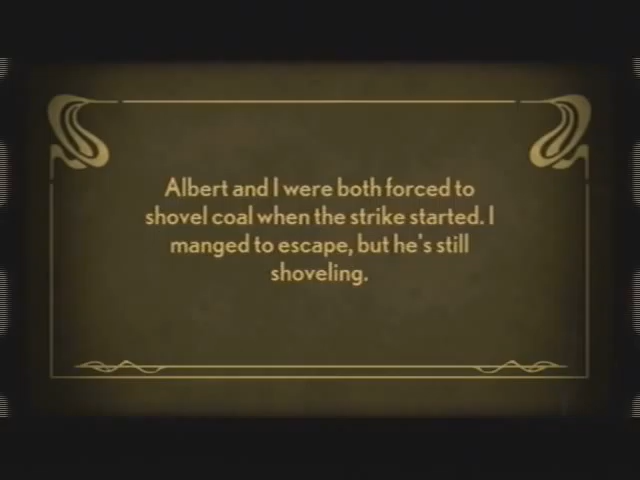 Albert and I were both forced to
shovel coal when the strike started. I
manged to escape, but he's still
shoveling.